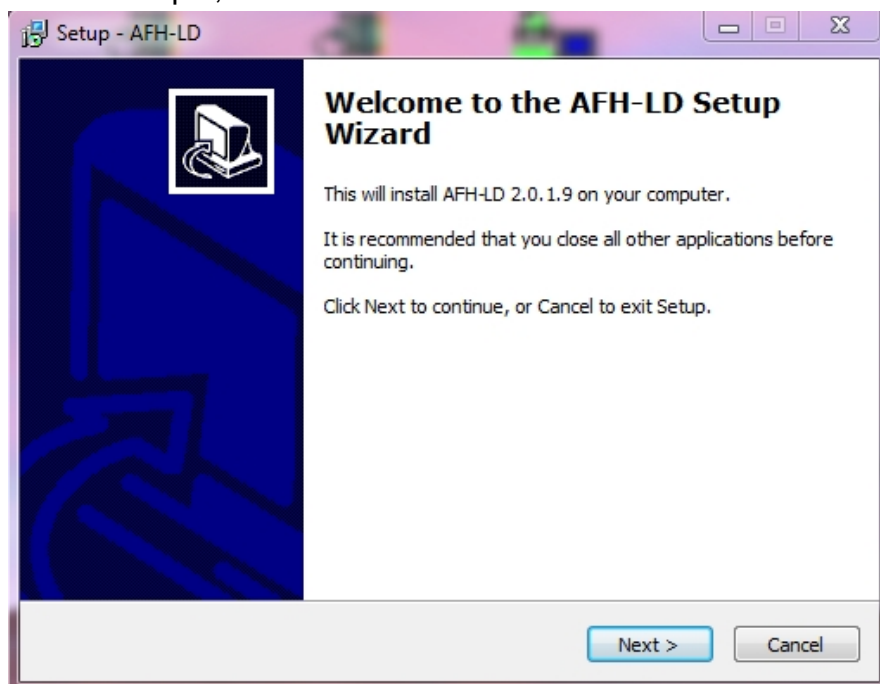 Setup - AFH-LD
Welcome to the AFH-LD Setup
Wizard
This will install AFH-LD 2.0.1.9 on your computer.
It is recommended that you close all other applications before
continuing.
Click Next to continue, or Cancel to exit Setup.
Next >
Cancel